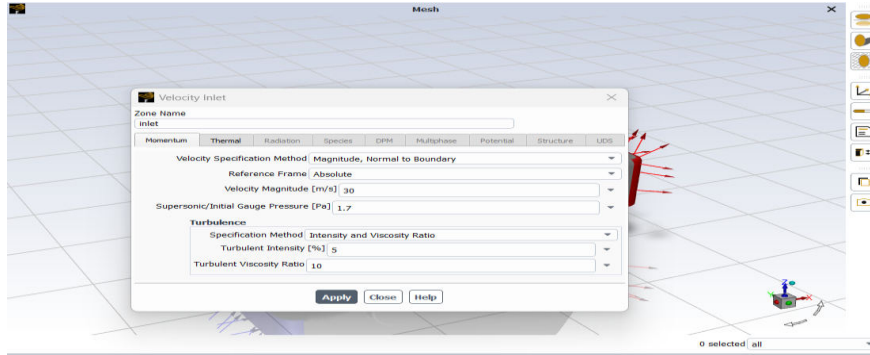 Mesh
Velocity Inlet
Zone Name
inlet
Momentum Thermal Radiation Species DPM Multiphase Potential Structure UDS
Velocity Specification Method Magnitude, Normal to Boundary
Reference Frame Absolute
Velocity Magnitude [m/s] 30
Supersonic/Initial Gauge Pressure [Pa] 1.7
Turbulence
Specification Method Intensity and Viscosity Ratio
Turbulent Intensity [%] 5
Turbulent Viscosity Ratio 10
Apply Close Help
Z
Y X
0 selected all